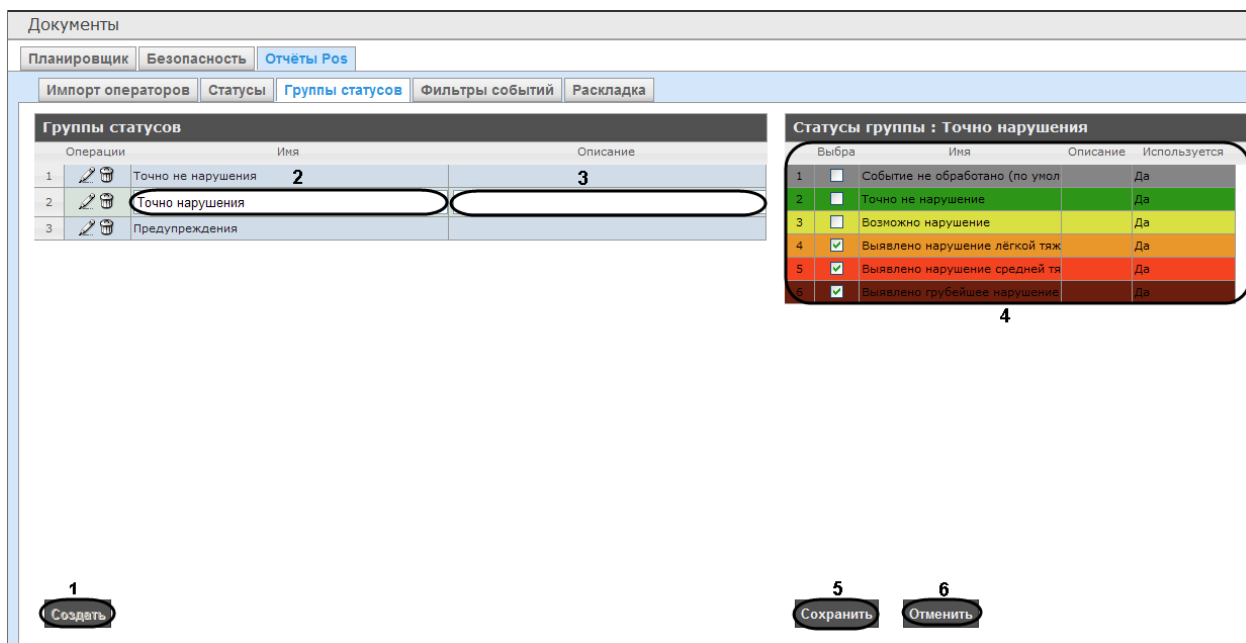 Документы
Планировщик Безопасность Отчёты Pos
Импорт операторов Статусы Группы статусов Фильтры событий Раскладка
Группы статусов
Операции Имя Описание
1 Точно не нарушения 2 3
2 Точно нарушения
3 Предупреждения
Статусы группы : Точно нарушения
Выбра Имя Описание Используется
1 Событие не обработано (по умол Да
2 Точно не нарушение Да
3 Возможно нарушение Да
4 Выявлено нарушение лёгкой тяж Да
5 Выявлено нарушение средней тя Да
6 Выявлено грубейшее нарушение Да
4
1 5 6
Создать Сохранить Отменить